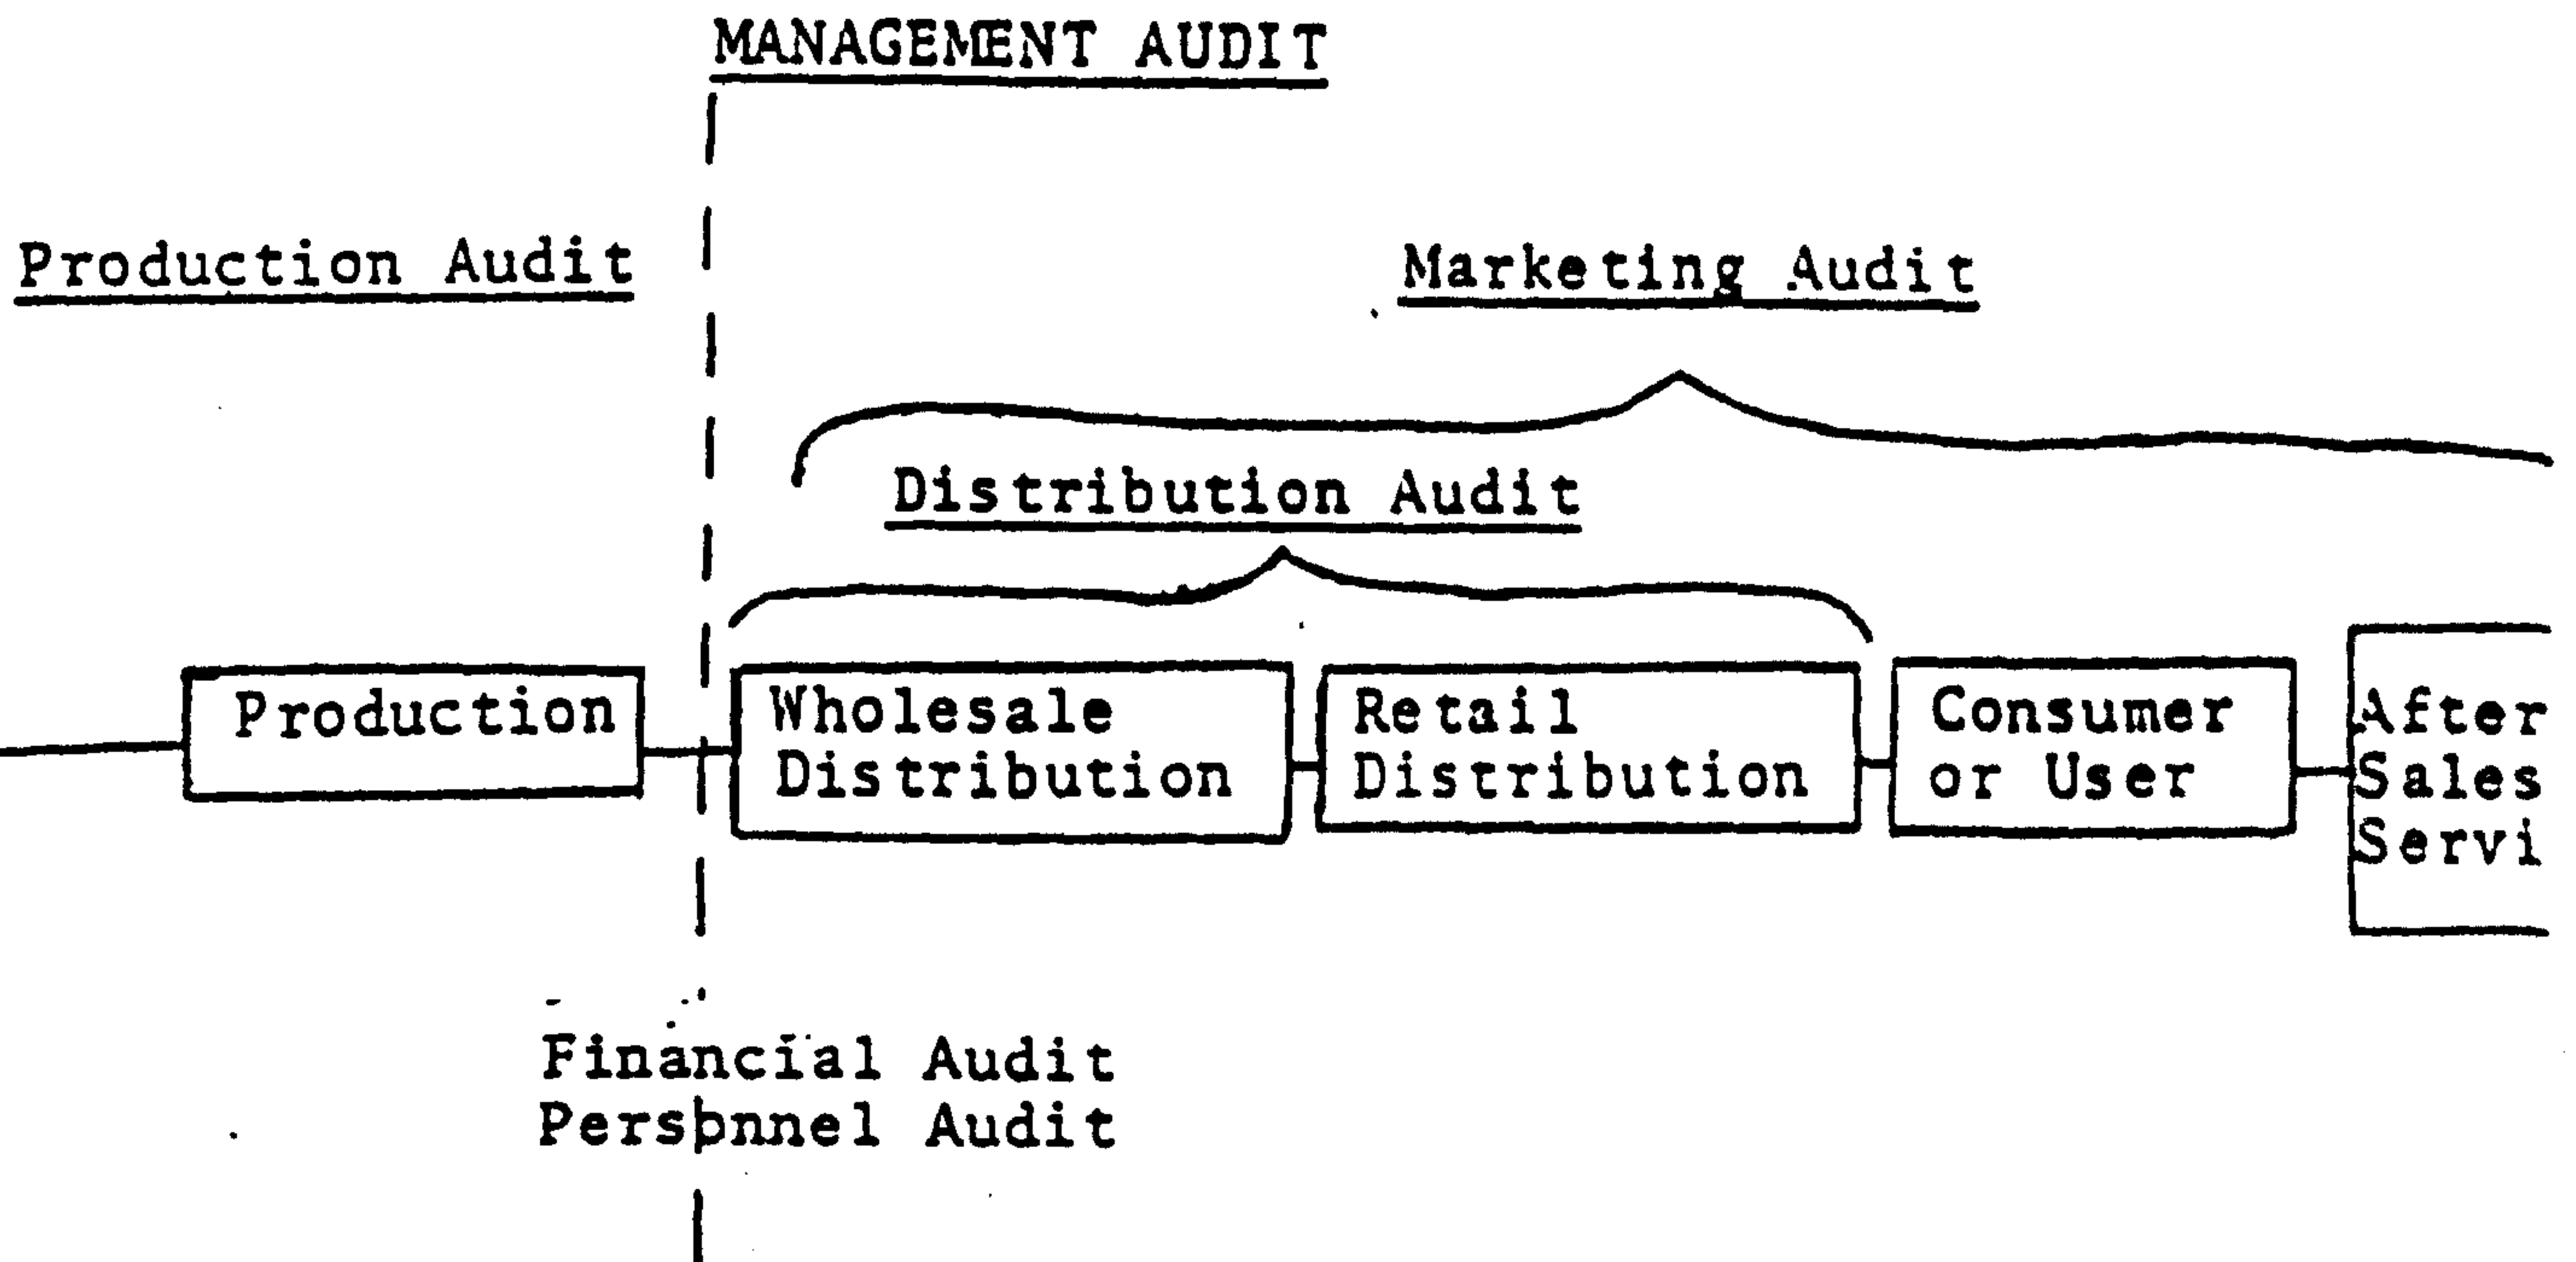 MANAGEMENT AUDIT
Production Audit
Marketing Audit
Distribution Audit
Production
Wholesale
Distribution
Retail
Distribution
Consumer
or User
After
Sales
Servi
Financial Audit
Personnel Audit